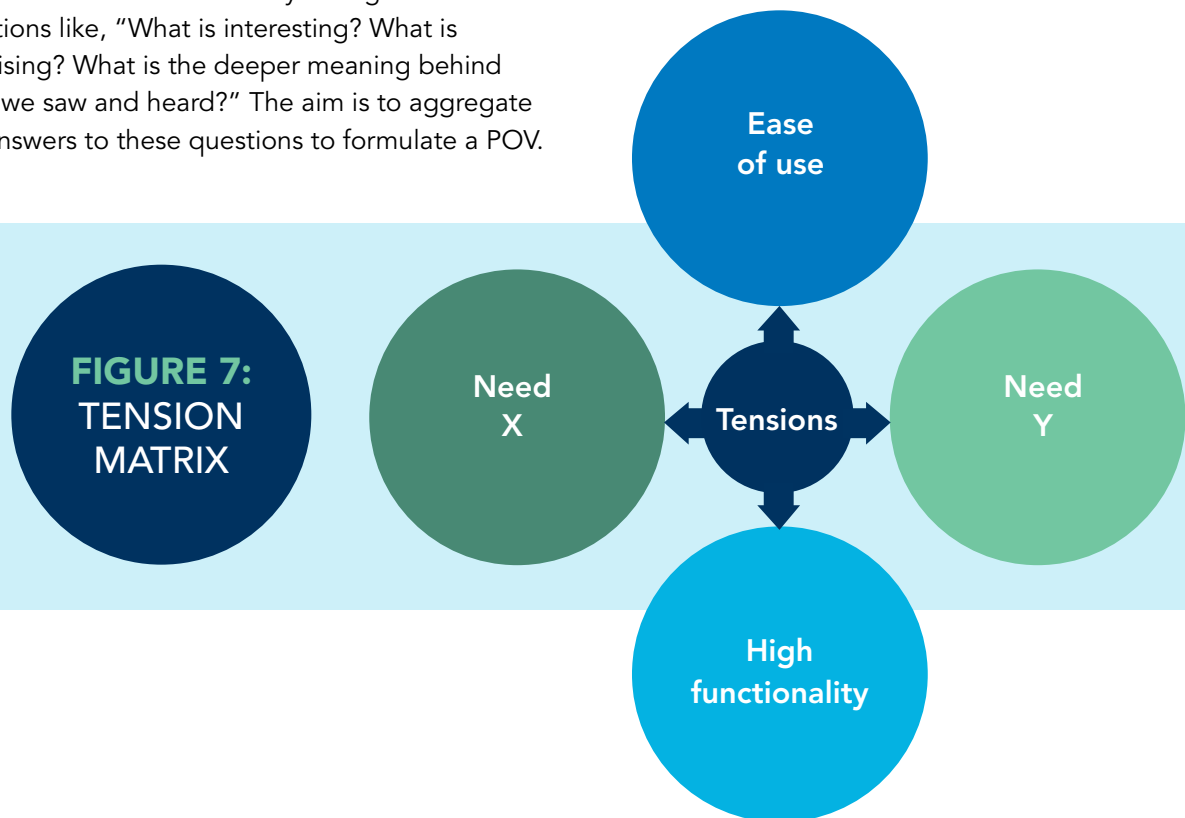 tions like, “What is interesting? What is
ising? What is the deeper meaning behind
we saw and heard?” The aim is to aggregate
nswers to these questions to formulate a POV.
Ease
of use
FIGURE 7:
TENSION
MATRIX
Need
X
Tensions
Need
Y
High
functionality